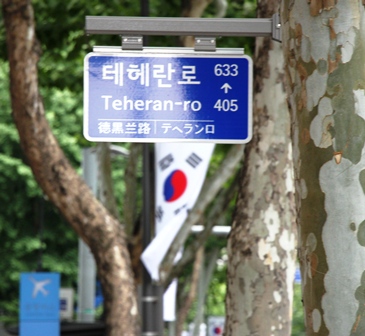 테헤란로 633
Teheran-ro ↑ 405
德黑兰路 | テヘランロ